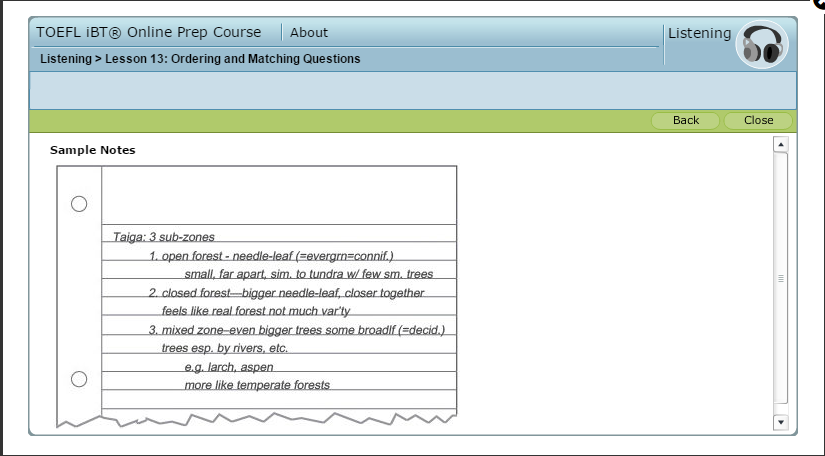 TOEFL iBT® Online Prep Course
About
Listening
Listening > Lesson 13: Ordering and Matching Questions
Back
Close
Sample Notes
Taiga: 3 sub-zones
1. open forest - needle-leaf (=evergrn=connif.)
small, far apart, sim. to tundra w/ few sm. trees
2. closed forest—bigger needle-leaf, closer together
feels like real forest not much var'ty
3. mixed zone–even bigger trees some broadlf (=decid.)
trees esp. by rivers, etc.
e.g. larch, aspen
more like temperate forests